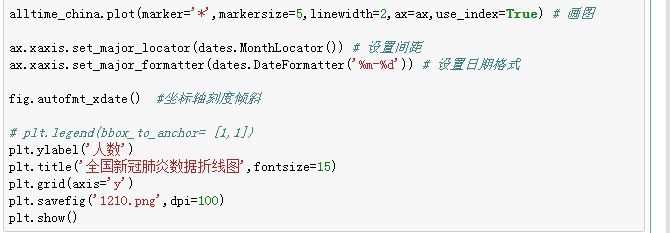 alltime_china.plot(marker='*',markersize=5,linewidth=2,ax=ax,use_index=True) # 画图
ax.xaxis.set_major_locator(dates.MonthLocator()) # 设置间距
ax.xaxis.set_major_formatter(dates.DateFormatter('%m-%d')) # 设置日期格式
fig.autofmt_xdate()  #坐标轴刻度倾斜
# plt.legend(bbox_to_anchor= [1,1])
plt.ylabel('人数')
plt.title('全国新冠肺炎数据折线图',fontsize=15)
plt.grid(axis='y')
plt.savefig('1210.png',dpi=100)
plt.show()